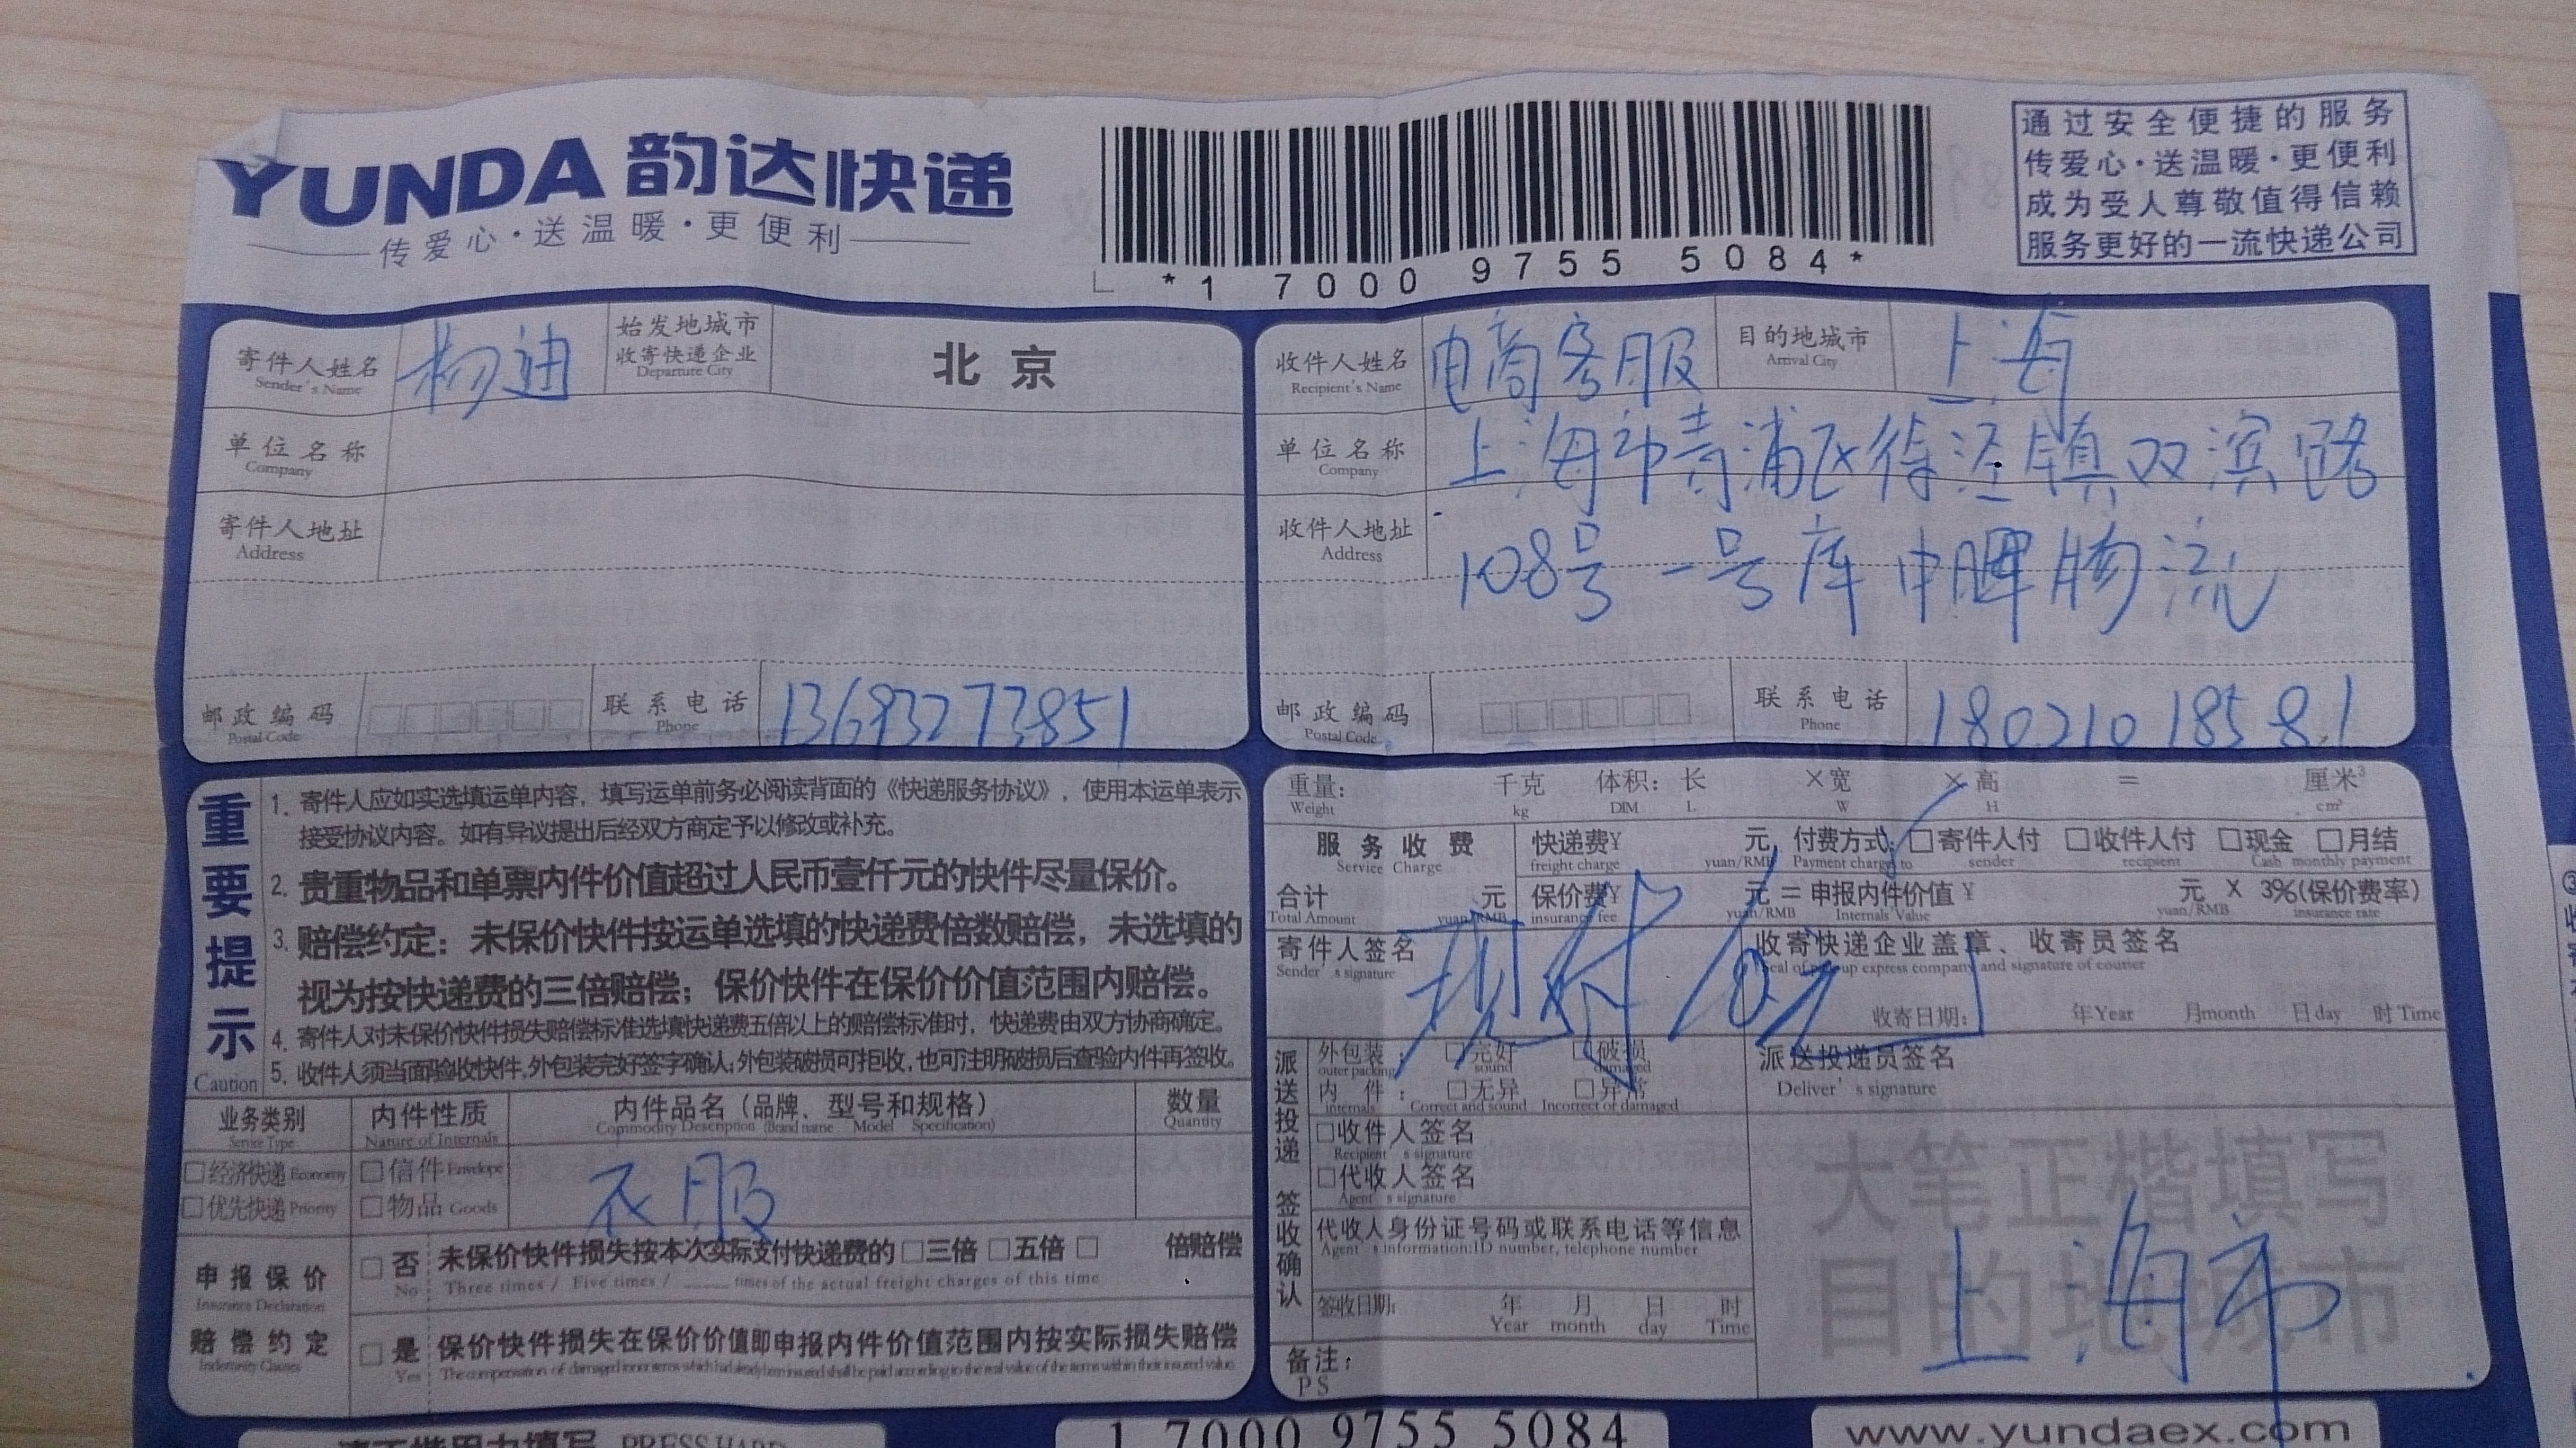 YUNDA 韵达快递
传爱心·送温暖·更便利
*1 7000 9755 5084*
通过安全便捷的服务
传爱心·送温暖·更便利
成为受人尊敬值得信赖
服务更好的一流快递公司
寄件人姓名 杨迪 始发地城市 北京
Sender's Name 收寄快递企业
Departure City
单位名称
Company
寄件人地址
Address
邮政编码 联系电话 13693273851
Postal Code Phone
收件人姓名 电商客服 目的地城市 上海
Recipient's Name Arrival City
单位名称 上海市青浦区徐泾镇双滨路
Company
收件人地址 108号一号库申晖物流
Address
邮政编码 联系电话 18021018581
Postal Code Phone
重要提示
Caution
1. 寄件人应如实选填运单内容，填写运单前务必阅读背面的《快递服务协议》，使用本运单表示
接受协议内容。如有异议提出后经双方商定予以修改或补充。
2. 贵重物品和单票内件价值超过人民币壹仟元的快件尽量保价。
3. 赔偿约定：未保价快件按运单选填的快递费倍数赔偿，未选填的
视为按快递费的三倍赔偿；保价快件在保价价值范围内赔偿。
4. 寄件人对未保价快件损失赔偿标准选填快递费五倍以上的赔偿标准时，快递费由双方协商确定。
5. 收件人须当面验收快件，外包装完好签字确认；外包装破损可拒收，也可注明破损后查验内件再签收。
业务类别 内件性质 内件品名（品牌、型号和规格） 数量
Service Type Nature of Internals Commodity Description (Brand name Model Specification) Quantity
□经济快递 Economy □信件 Envelope 衣服
□优先快递 Priority □物品 Goods
申报保价
Insurance Declaration
赔偿约定
Indemnity Clauses
□否 未保价快件损失按本次实际支付快递费的□三倍 □五倍 □ 倍赔偿
No Three times / Five times / ____ times of the actual freight charges of this time
□是 保价快件损失在保价价值即申报内件价值范围内按实际损失赔偿
Yes The compensation of damaged inner items which had already been insured shall be paid according to the real value of the items within their insured value.
重量： 千克 体积：长 ×宽 ×高 = 厘米³
Weight kg DIM L W H cm³
服务收费 快递费¥ 元 付费方式：□寄件人付 □收件人付 □现金 □月结
Service Charge freight charge yuan/RMB Payment charge to sender recipient Cash monthly payment
合计 元 保价费¥ 元 = 申报内件价值¥ 元 × 3%(保价费率)
Total Amount yuan/RMB insurance fee yuan/RMB Internals' Value yuan/RMB insurance rate
寄件人签名 现付 收寄快递企业盖章、收寄员签名
Sender's signature Seal of pick-up express company and signature of courier
收寄日期： 年Year 月month 日day 时Time
派送投递 签收确认
外包装：□完好 □破损
outer packing sound damaged
内 件：□无异 □异常
internals Correct and sound Incorrect or damaged
□收件人签名
Recipient's signature
□代收人签名
Agent's signature
代收人身份证号码或联系电话等信息
Agent's information: ID number, telephone number
签收日期： 年 月 日 时
Year month day Time
备注：
PS
派送投递员签名
Deliver's signature
大笔正楷填写
目的地城市
上海市
PRESS HARD
1 7000 9755 5084
www.yundaex.com